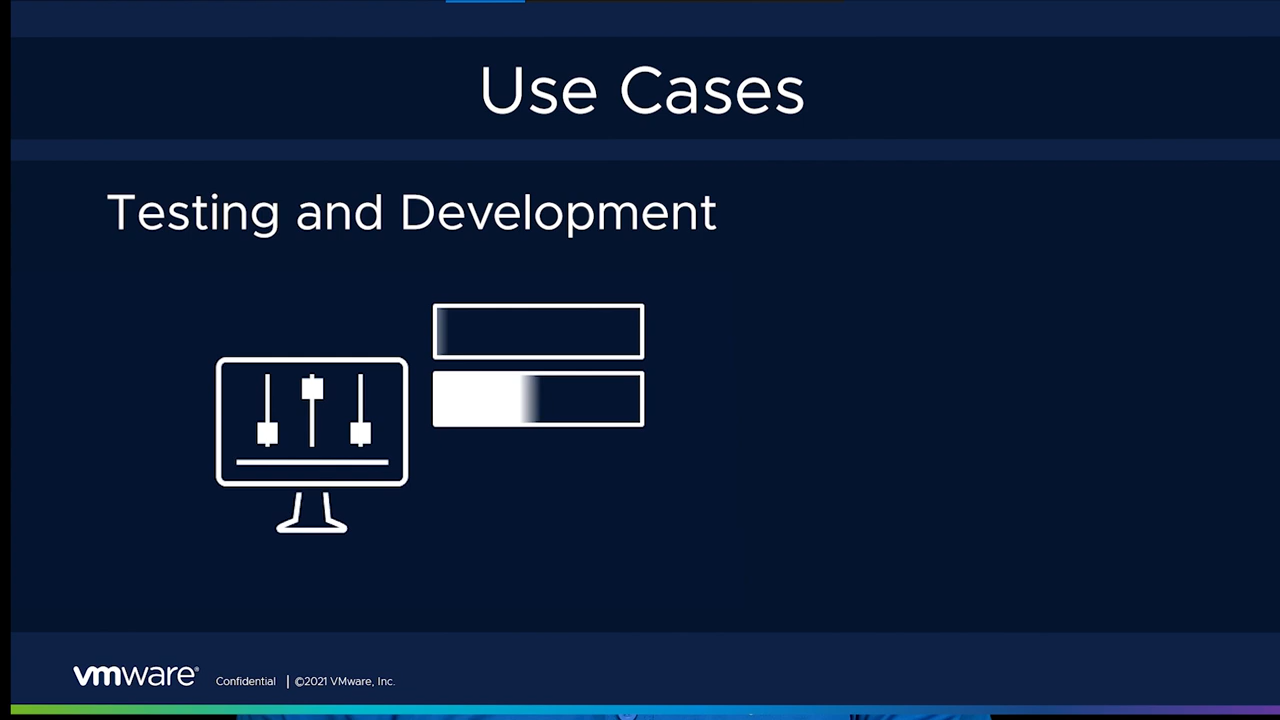 Use Cases
Testing and Development
vmware® Confidential | ©2021 VMware, Inc.